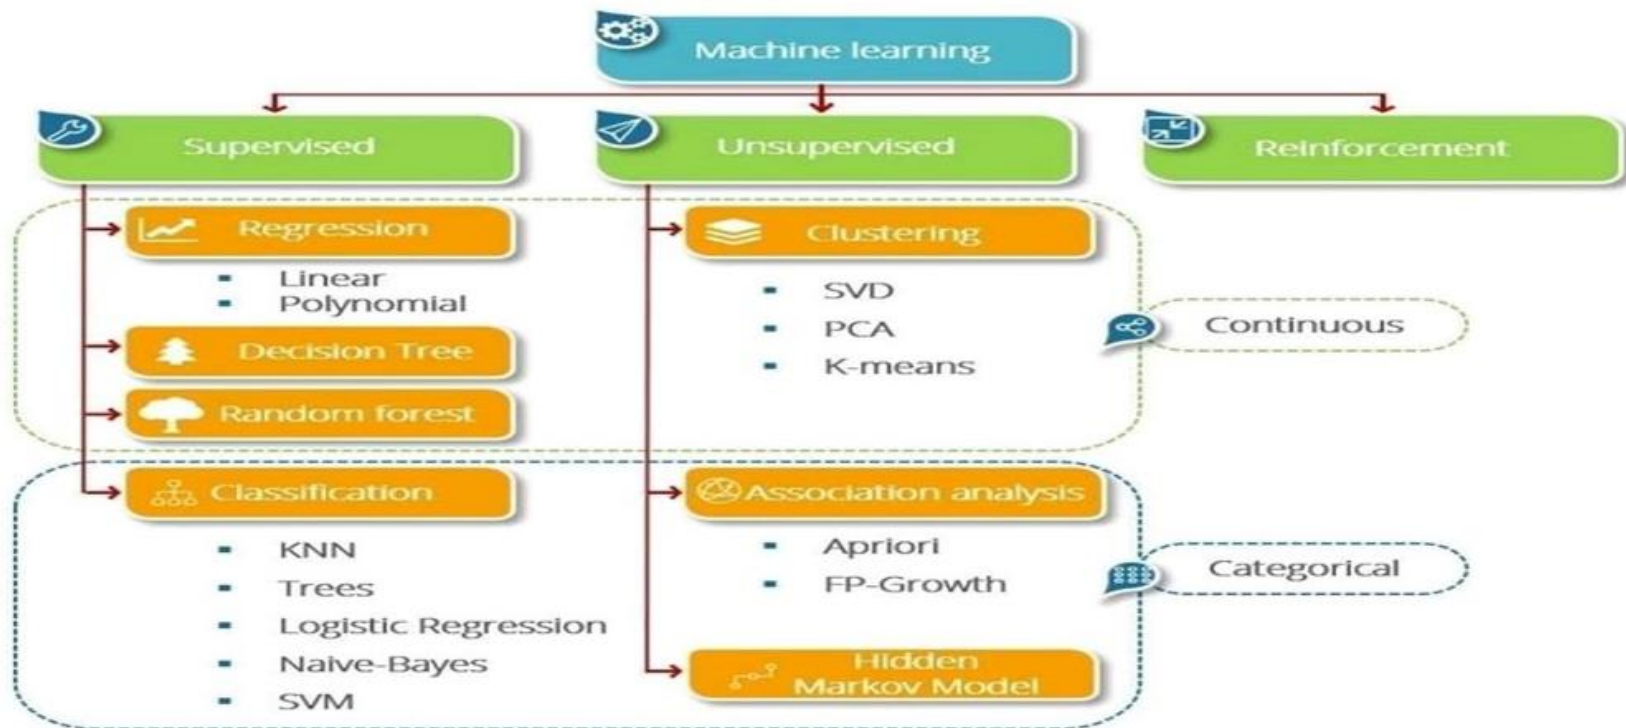 Machine learning
Supervised
Unsupervised
Reinforcement
Regression
Linear
Polynomial
Decision Tree
Random forest
Clustering
SVD
PCA
K-means
Continuous
Classification
KNN
Trees
Logistic Regression
Naive-Bayes
SVM
Association analysis
Apriori
FP-Growth
Hidden
Markov Model
Categorical